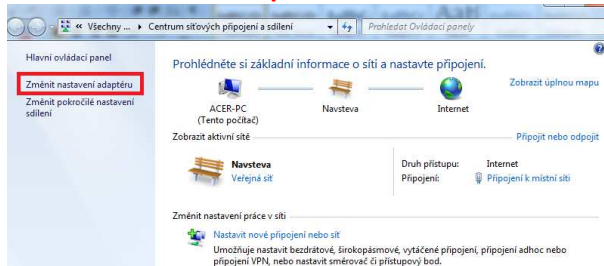 « Všechny ... ▸ Centrum síťových připojení a sdílení
Prohledat Ovládací panely
Hlavní ovládací panel
Změnit nastavení adaptéru
Změnit pokročilé nastavení
sdílení
Prohlédněte si základní informace o síti a nastavte připojení.
Zobrazit úplnou mapu
ACER-PC
(Tento počítač)
Navsteva
Internet
Zobrazit aktivní sítě
Připojit nebo odpojit
Navsteva
Veřejná síť
Druh přístupu: Internet
Připojení: Připojení k místní síti
Změnit nastavení práce v síti
Nastavit nové připojení nebo síť
Umožňuje nastavit bezdrátové, širokopásmové, vytáčené připojení, připojení adhoc nebo
připojení VPN, nebo nastavit směrovač či přístupový bod.